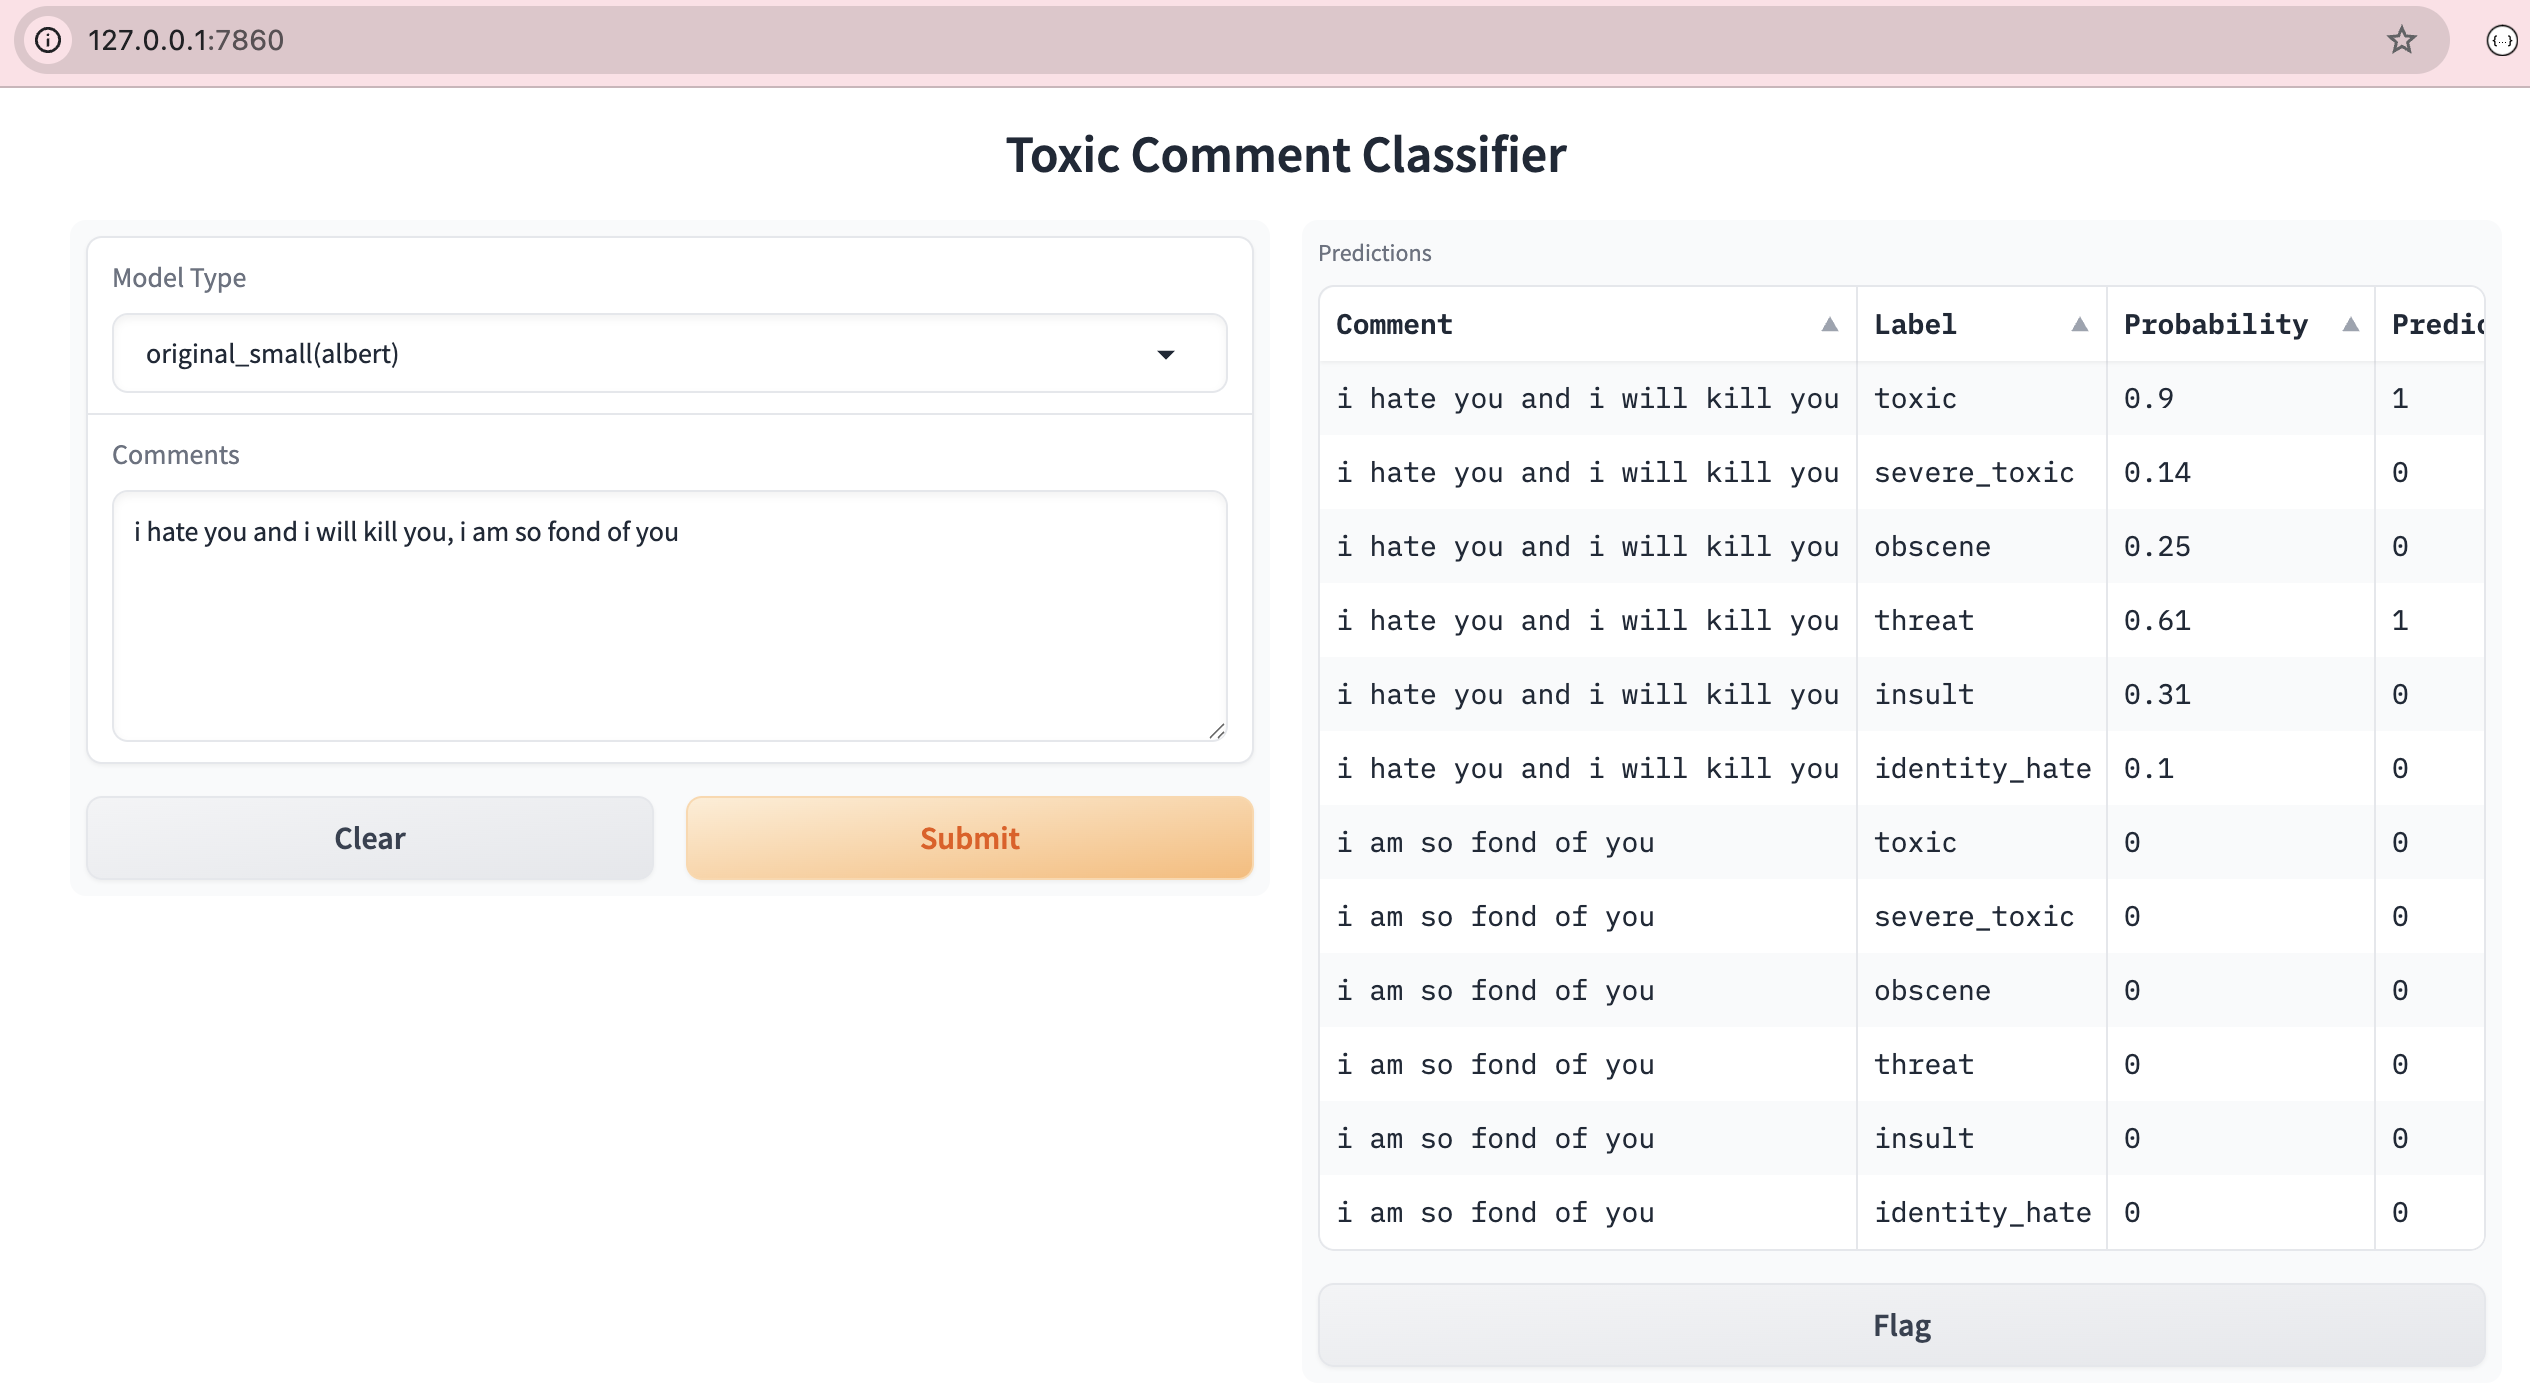 127.0.0.1:7860
Toxic Comment Classifier
Model Type
original_small(albert)
Comments
i hate you and i will kill you, i am so fond of you
Clear
Submit
Predictions
Comment Label Probability Predic
i hate you and i will kill you toxic 0.9 1
i hate you and i will kill you severe_toxic 0.14 0
i hate you and i will kill you obscene 0.25 0
i hate you and i will kill you threat 0.61 1
i hate you and i will kill you insult 0.31 0
i hate you and i will kill you identity_hate 0.1 0
i am so fond of you toxic 0 0
i am so fond of you severe_toxic 0 0
i am so fond of you obscene 0 0
i am so fond of you threat 0 0
i am so fond of you insult 0 0
i am so fond of you identity_hate 0 0
Flag